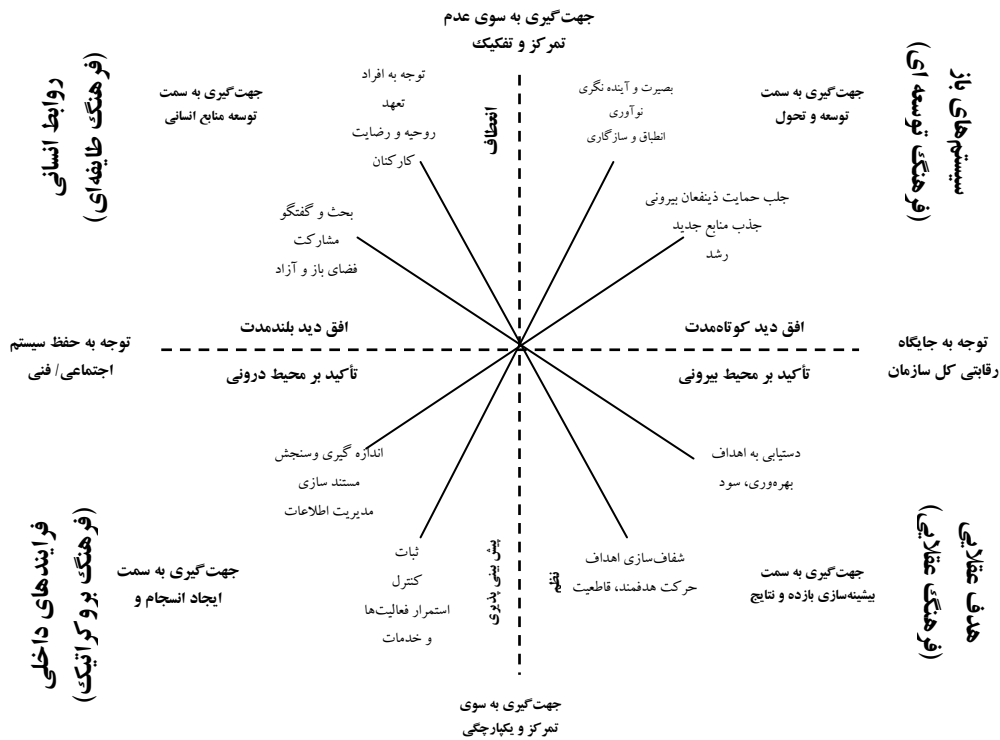 جهت‌گیری به سوی عدم
تمرکز و تفکیک
سیستم‌های باز
(فرهنگ توسعه ای)
جهت‌گیری به سمت
توسعه و تحول
بصیرت و آینده نگری
نوآوری
انطباق و سازگاری
انعطاف
توجه به افراد
تعهد
روحیه و رضایت
کارکنان
جهت‌گیری به سمت
توسعه منابع انسانی
روابط انسانی
(فرهنگ طایفه‌ای)
جلب حمایت ذینفعان بیرونی
جذب منابع جدید
رشد
بحث و گفتگو
مشارکت
فضای باز و آزاد
توجه به جایگاه
رقابتی کل سازمان
افق دید کوتاه‌مدت
تأکید بر محیط بیرونی
افق دید بلندمدت
تأکید بر محیط درونی
توجه به حفظ سیستم
اجتماعی/ فنی
دستیابی به اهداف
بهره‌وری، سود
اندازه گیری وسنجش
مستند سازی
مدیریت اطلاعات
هدف عقلایی
(فرهنگ عقلایی)
جهت‌گیری به سمت
بیشینه‌سازی بازده و نتایج
شفاف‌سازی اهداف
حرکت هدفمند، قاطعیت
نظم
پیش بینی پذیری
ثبات
کنترل
استمرار فعالیت‌ها
و خدمات
جهت‌گیری به سمت
ایجاد انسجام و
فرایندهای داخلی
(فرهنگ بروکراتیک)
جهت‌گیری به سوی
تمرکز و یکپارچگی